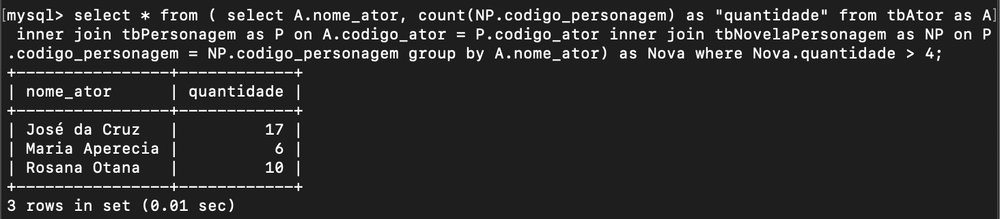 [mysql> select * from ( select A.nome_ator, count(NP.codigo_personagem) as "quantidade" from tbAtor as A]
 inner join tbPersonagem as P on A.codigo_ator = P.codigo_ator inner join tbNovelaPersonagem as NP on P
.codigo_personagem = NP.codigo_personagem group by A.nome_ator) as Nova where Nova.quantidade > 4;
+-----------------+------------+
| nome_ator       | quantidade |
+-----------------+------------+
| José da Cruz    |         17 |
| Maria Aperecia  |          6 |
| Rosana Otana    |         10 |
+-----------------+------------+
3 rows in set (0.01 sec)